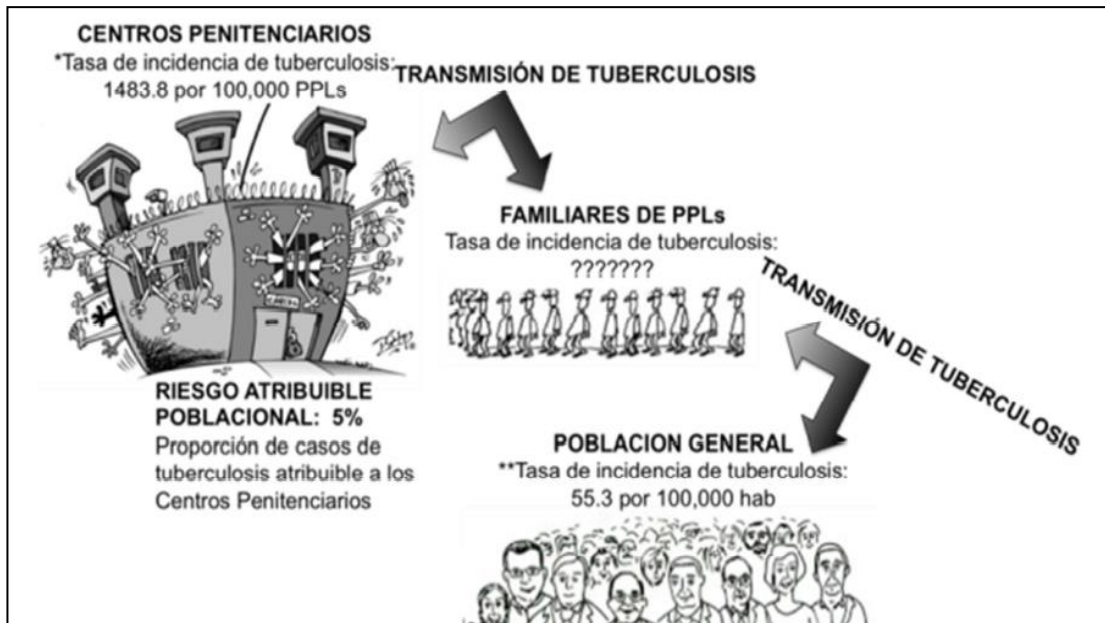 CENTROS PENITENCIARIOS
*Tasa de incidencia de tuberculosis:
1483.8 por 100,000 PPLs
TRANSMISIÓN DE TUBERCULOSIS
FAMILIARES DE PPLs
Tasa de incidencia de tuberculosis:
???????
TRANSMISIÓN DE TUBERCULOSIS
RIESGO ATRIBUIBLE
POBLACIONAL: 5%
Proporción de casos de
tuberculosis atribuible a los
Centros Penitenciarios
POBLACION GENERAL
**Tasa de incidencia de tuberculosis:
55.3 por 100,000 hab